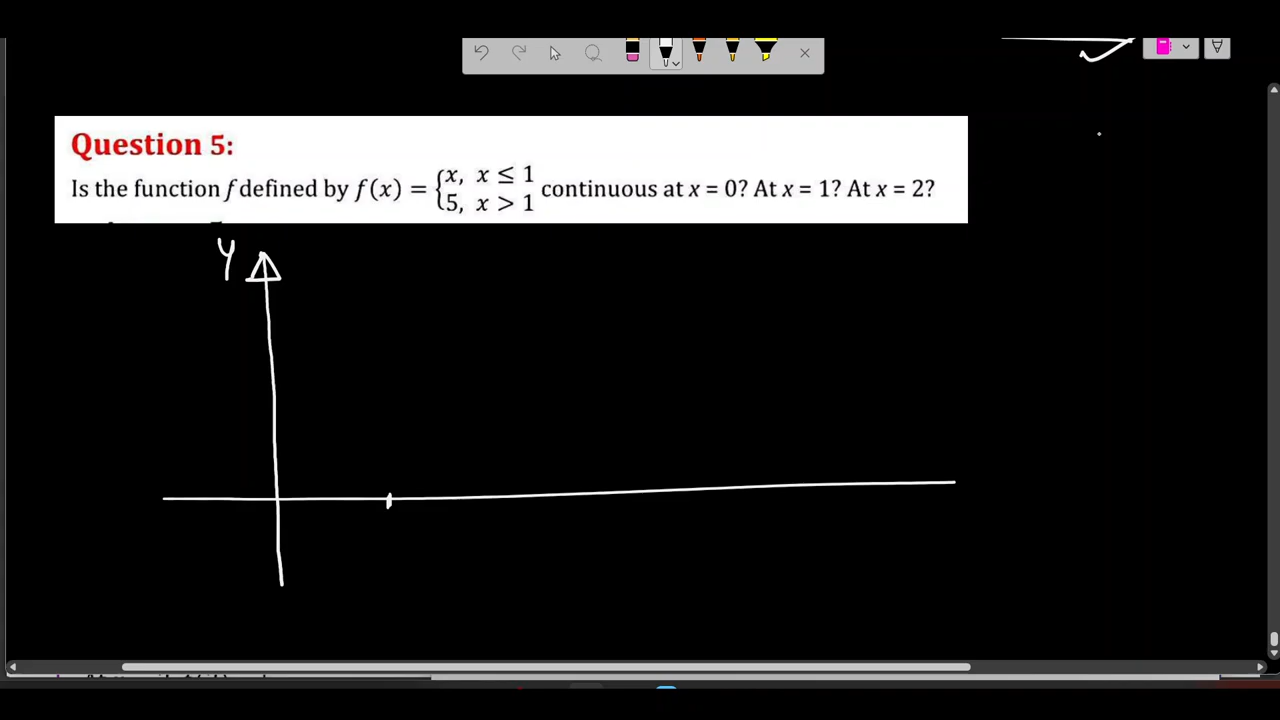 Question 5:
Is the function f defined by f(x) = {x, x ≤ 1
5, x > 1 continuous at x = 0? At x = 1? At x = 2?
Y